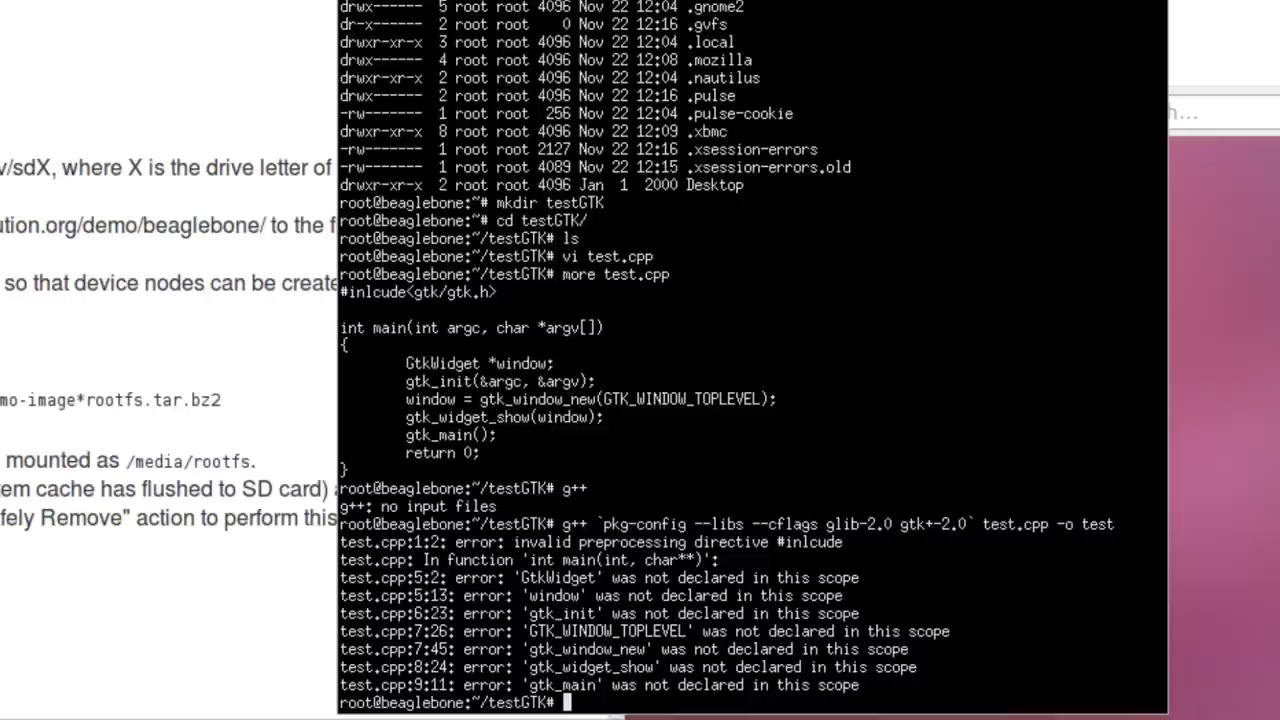 drwx------ 5 root root 4096 Nov 22 12:04 .gnome2
dr-x------ 2 root root    0 Nov 22 12:16 .gvfs
drwxr-xr-x 3 root root 4096 Nov 22 12:04 .local
drwx------ 4 root root 4096 Nov 22 12:08 .mozilla
drwxr-xr-x 2 root root 4096 Nov 22 12:04 .nautilus
drwx------ 2 root root 4096 Nov 22 12:16 .pulse
-rw------- 1 root root  256 Nov 22 12:04 .pulse-cookie
drwxr-xr-x 8 root root 4096 Nov 22 12:09 .xbmc
-rw------- 1 root root 2127 Nov 22 12:16 .xsession-errors
-rw------- 1 root root 4089 Nov 22 12:15 .xsession-errors.old
drwxr-xr-x 2 root root 4096 Jan  1  2000 Desktop
root@beaglebone:~# mkdir testGTK
root@beaglebone:~# cd testGTK/
root@beaglebone:~/testGTK# ls
root@beaglebone:~/testGTK# vi test.cpp
root@beaglebone:~/testGTK# more test.cpp
#inlcude<gtk/gtk.h>
int main(int argc, char *argv[])
{
GtkWidget *window;
gtk_init(&argc, &argv);
window = gtk_window_new(GTK_WINDOW_TOPLEVEL);
gtk_widget_show(window);
gtk_main();
return 0;
}
root@beaglebone:~/testGTK# g++
g++: no input files
root@beaglebone:~/testGTK# g++ `pkg-config --libs --cflags glib-2.0 gtk+-2.0` test.cpp -o test
test.cpp:1:2: error: invalid preprocessing directive #inlcude
test.cpp: In function 'int main(int, char**)':
test.cpp:5:2: error: 'GtkWidget' was not declared in this scope
test.cpp:5:13: error: 'window' was not declared in this scope
test.cpp:6:23: error: 'gtk_init' was not declared in this scope
test.cpp:7:26: error: 'GTK_WINDOW_TOPLEVEL' was not declared in this scope
test.cpp:7:45: error: 'gtk_window_new' was not declared in this scope
test.cpp:8:24: error: 'gtk_widget_show' was not declared in this scope
test.cpp:9:11: error: 'gtk_main' was not declared in this scope
root@beaglebone:~/testGTK#
v/sdX, where X is the drive letter of
ution.org/demo/beaglebone/ to the f
so that device nodes can be create
mo-image*rootfs.tar.bz2
mounted as /media/rootfs.
tem cache has flushed to SD card)
fely Remove" action to perform this
h...